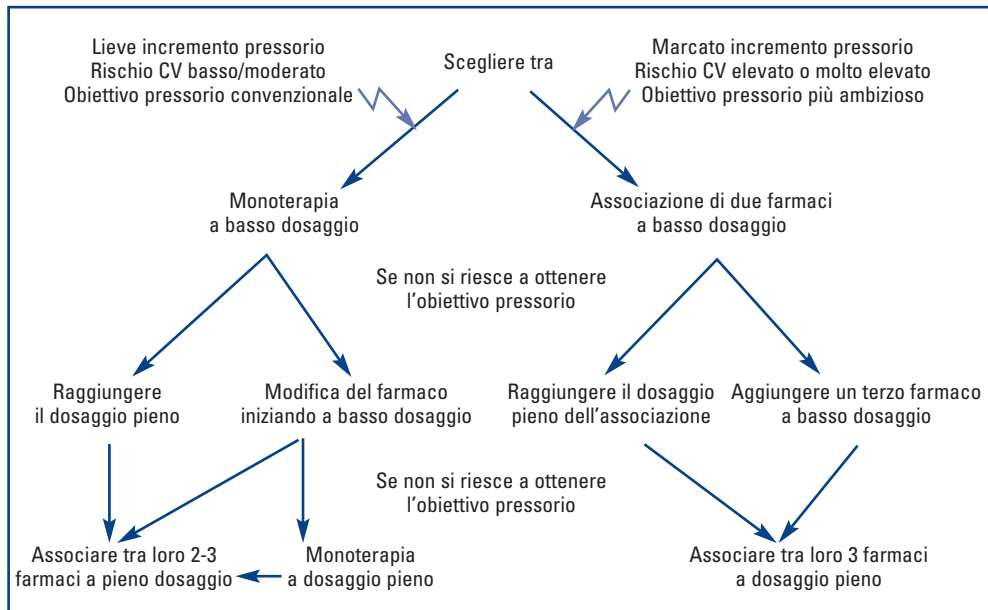 Lieve incremento pressorio
Rischio CV basso/moderato
Obiettivo pressorio convenzionale
Scegliere tra
Marcato incremento pressorio
Rischio CV elevato o molto elevato
Obiettivo pressorio più ambizioso
Monoterapia
a basso dosaggio
Associazione di due farmaci
a basso dosaggio
Se non si riesce a ottenere
l'obiettivo pressorio
Raggiungere
il dosaggio pieno
Modifica del farmaco
iniziando a basso dosaggio
Raggiungere il dosaggio
pieno dell'associazione
Aggiungere un terzo farmaco
a basso dosaggio
Se non si riesce a ottenere
l'obiettivo pressorio
Associare tra loro 2-3
farmaci a pieno dosaggio
Monoterapia
a dosaggio pieno
Associare tra loro 3 farmaci
a dosaggio pieno